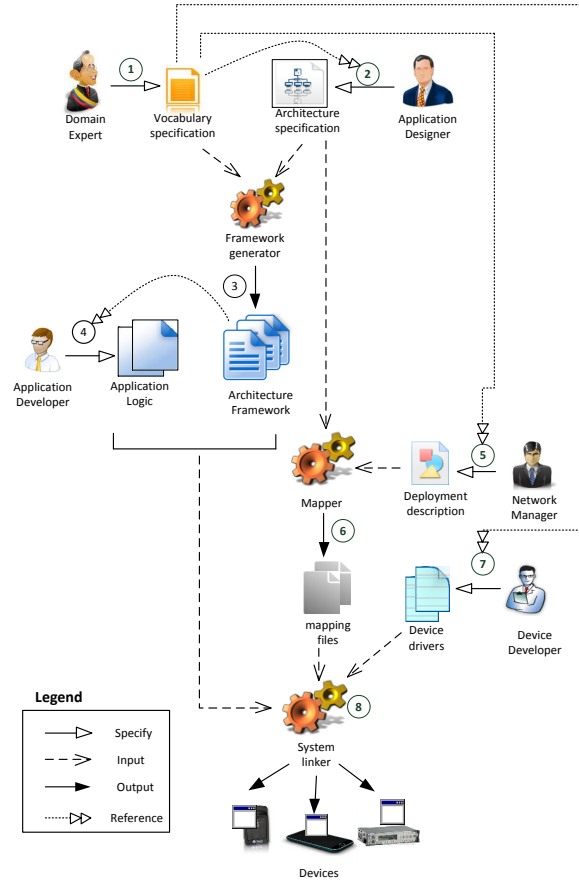 1
2
Domain
Expert
Vocabulary
specification
Architecture
specification
Application
Designer
Framework
generator
3
4
Application
Developer
Application
Logic
Architecture
Framework
5
Mapper
Deployment
description
Network
Manager
6
7
mapping
files
Device
drivers
Device
Developer
8
System
linker
Legend
Specify
Input
Output
Reference
Devices